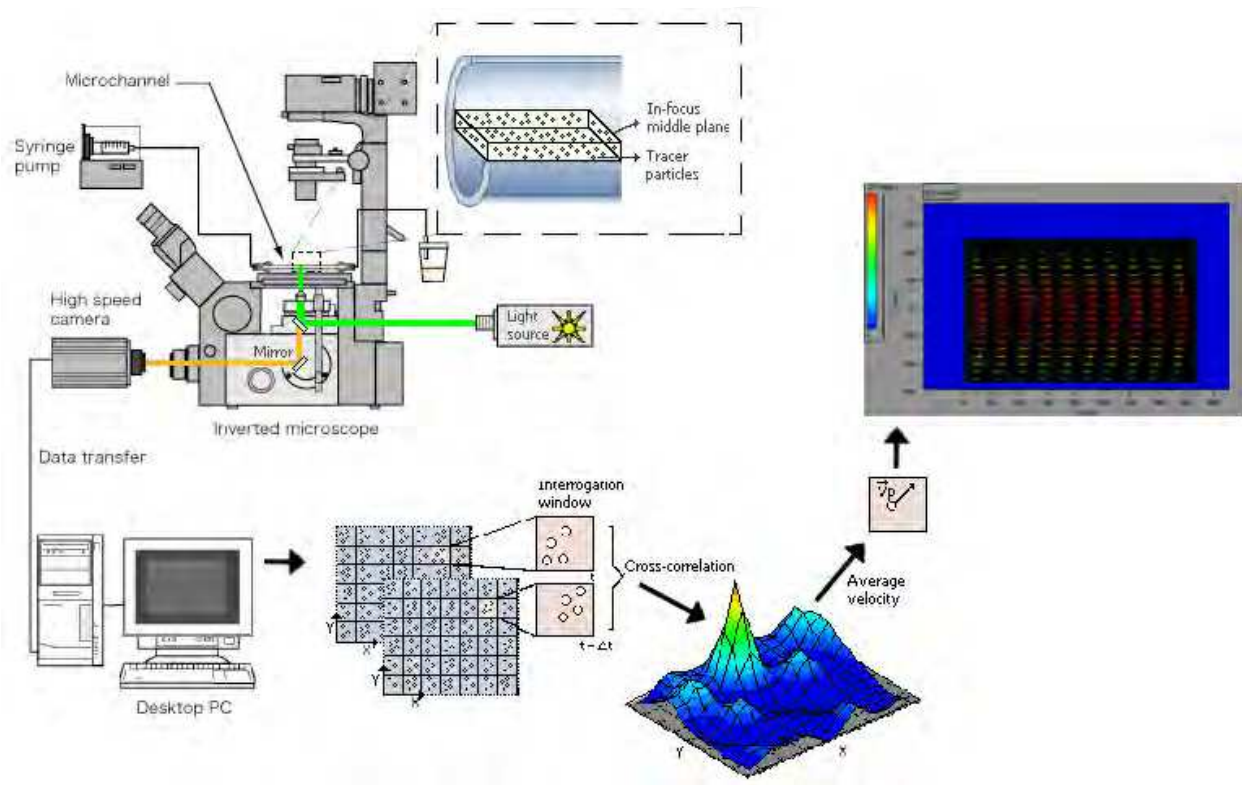 Microchannel
Syringe
pump
In-focus
middle plane
Tracer
particles
High speed
camera
Light
source
Mirror
Inverted microscope
Data transfer
Interrogation
window
t
Cross-correlation
Average
velocity
Vp
Y
X
Y
X
Desktop PC
Y
X